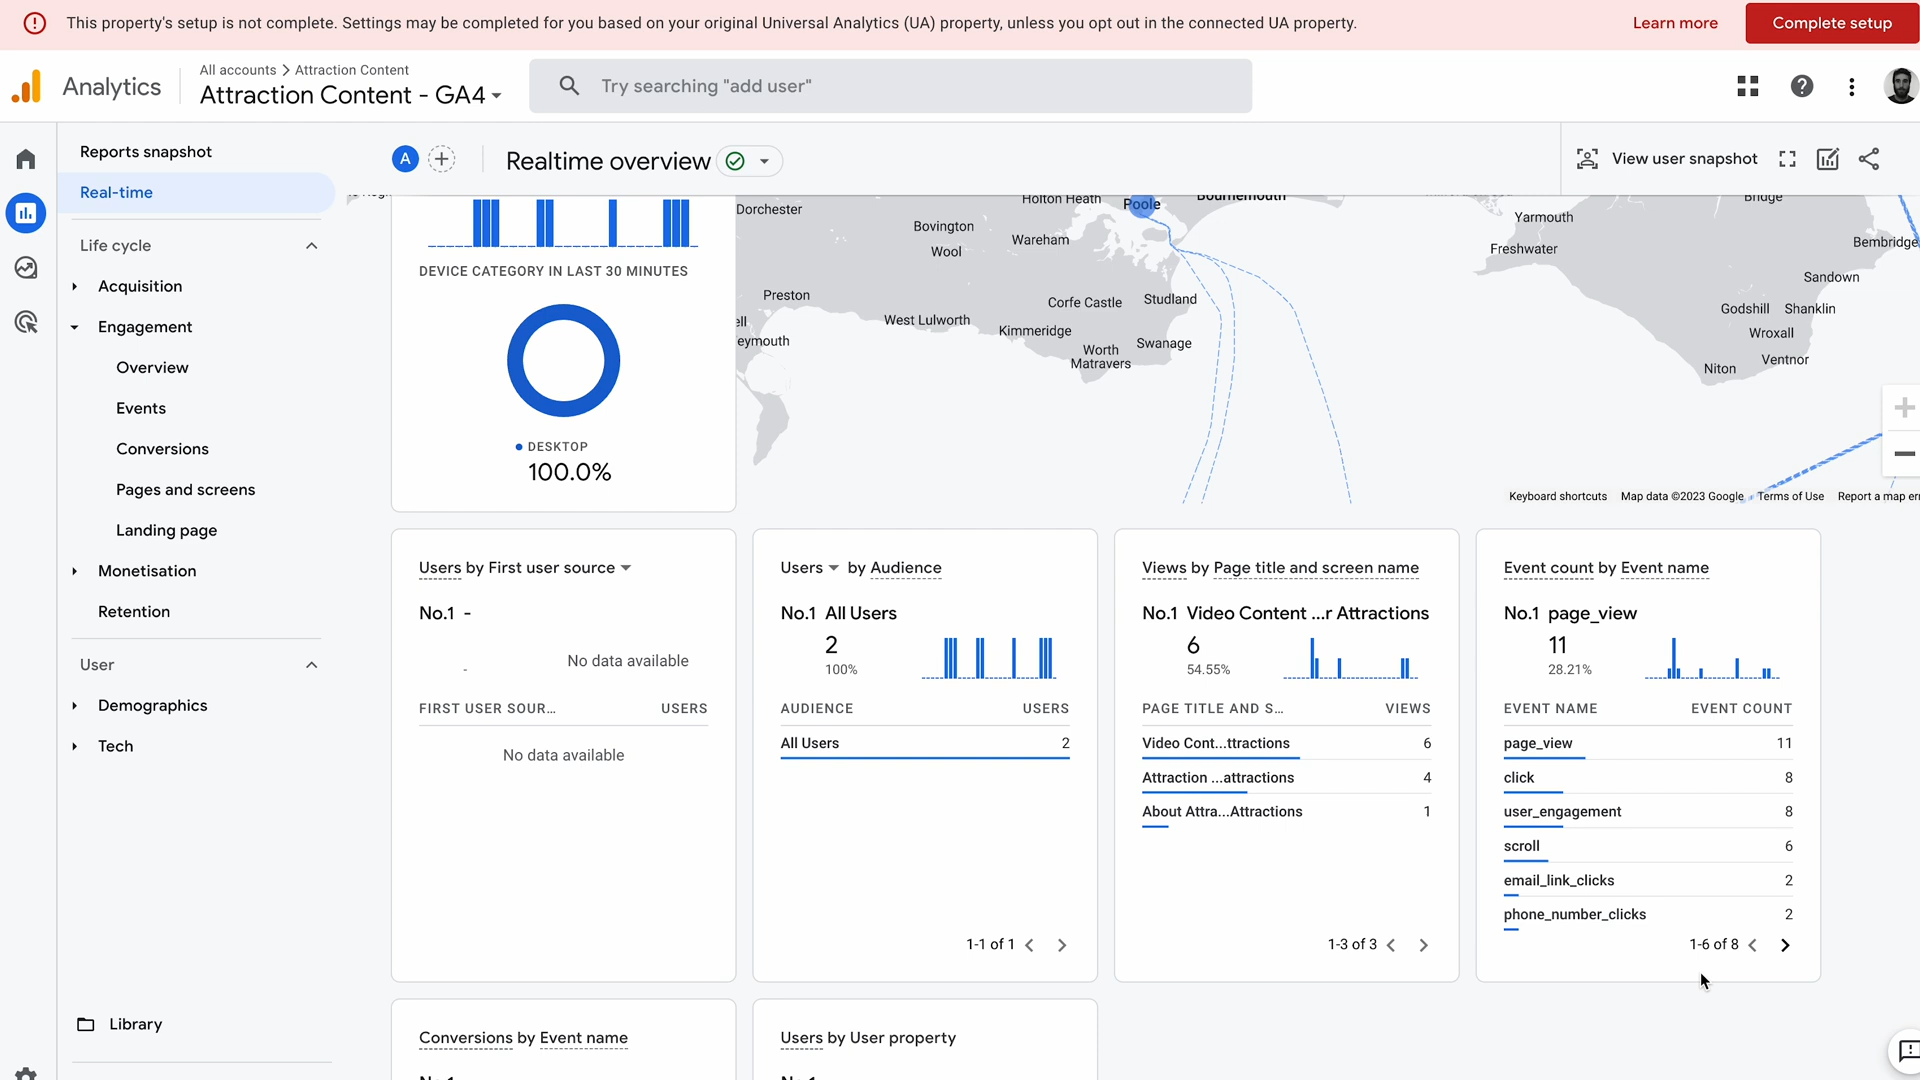 This property's setup is not complete. Settings may be completed for you based on your original Universal Analytics (UA) property, unless you opt out in the connected UA property.
Learn more
Complete setup
Analytics
All accounts > Attraction Content
Attraction Content - GA4
Try searching "add user"
Reports snapshot
Real-time
Life cycle
Acquisition
Engagement
Overview
Events
Conversions
Pages and screens
Landing page
Monetisation
Retention
User
Demographics
Tech
Library
A
Realtime overview
View user snapshot
DEVICE CATEGORY IN LAST 30 MINUTES
DESKTOP
100.0%
Dorchester
Holton Heath
Poole
Bournemouth
Bridge
Bovington
Wareham
Wool
Yarmouth
Freshwater
Bembridge
Sandown
Preston
Corfe Castle
Studland
Godshill
Shanklin
West Lulworth
Kimmeridge
Wroxall
eymouth
Worth
Matravers
Swanage
Ventnor
Niton
Keyboard shortcuts
Map data ©2023 Google
Terms of Use
Report a map err
Users by First user source
No.1 -
-
No data available
FIRST USER SOUR…
USERS
No data available
Users by Audience
No.1 All Users
2
100%
AUDIENCE
USERS
All Users
2
1-1 of 1
Views by Page title and screen name
No.1 Video Content ...r Attractions
6
54.55%
PAGE TITLE AND S…
VIEWS
Video Cont...ttractions
6
Attraction ...attractions
4
About Attra...Attractions
1
1-3 of 3
Event count by Event name
No.1 page_view
11
28.21%
EVENT NAME
EVENT COUNT
page_view
11
click
8
user_engagement
8
scroll
6
email_link_clicks
2
phone_number_clicks
2
1-6 of 8
Conversions by Event name
No.1
Users by User property
No.1